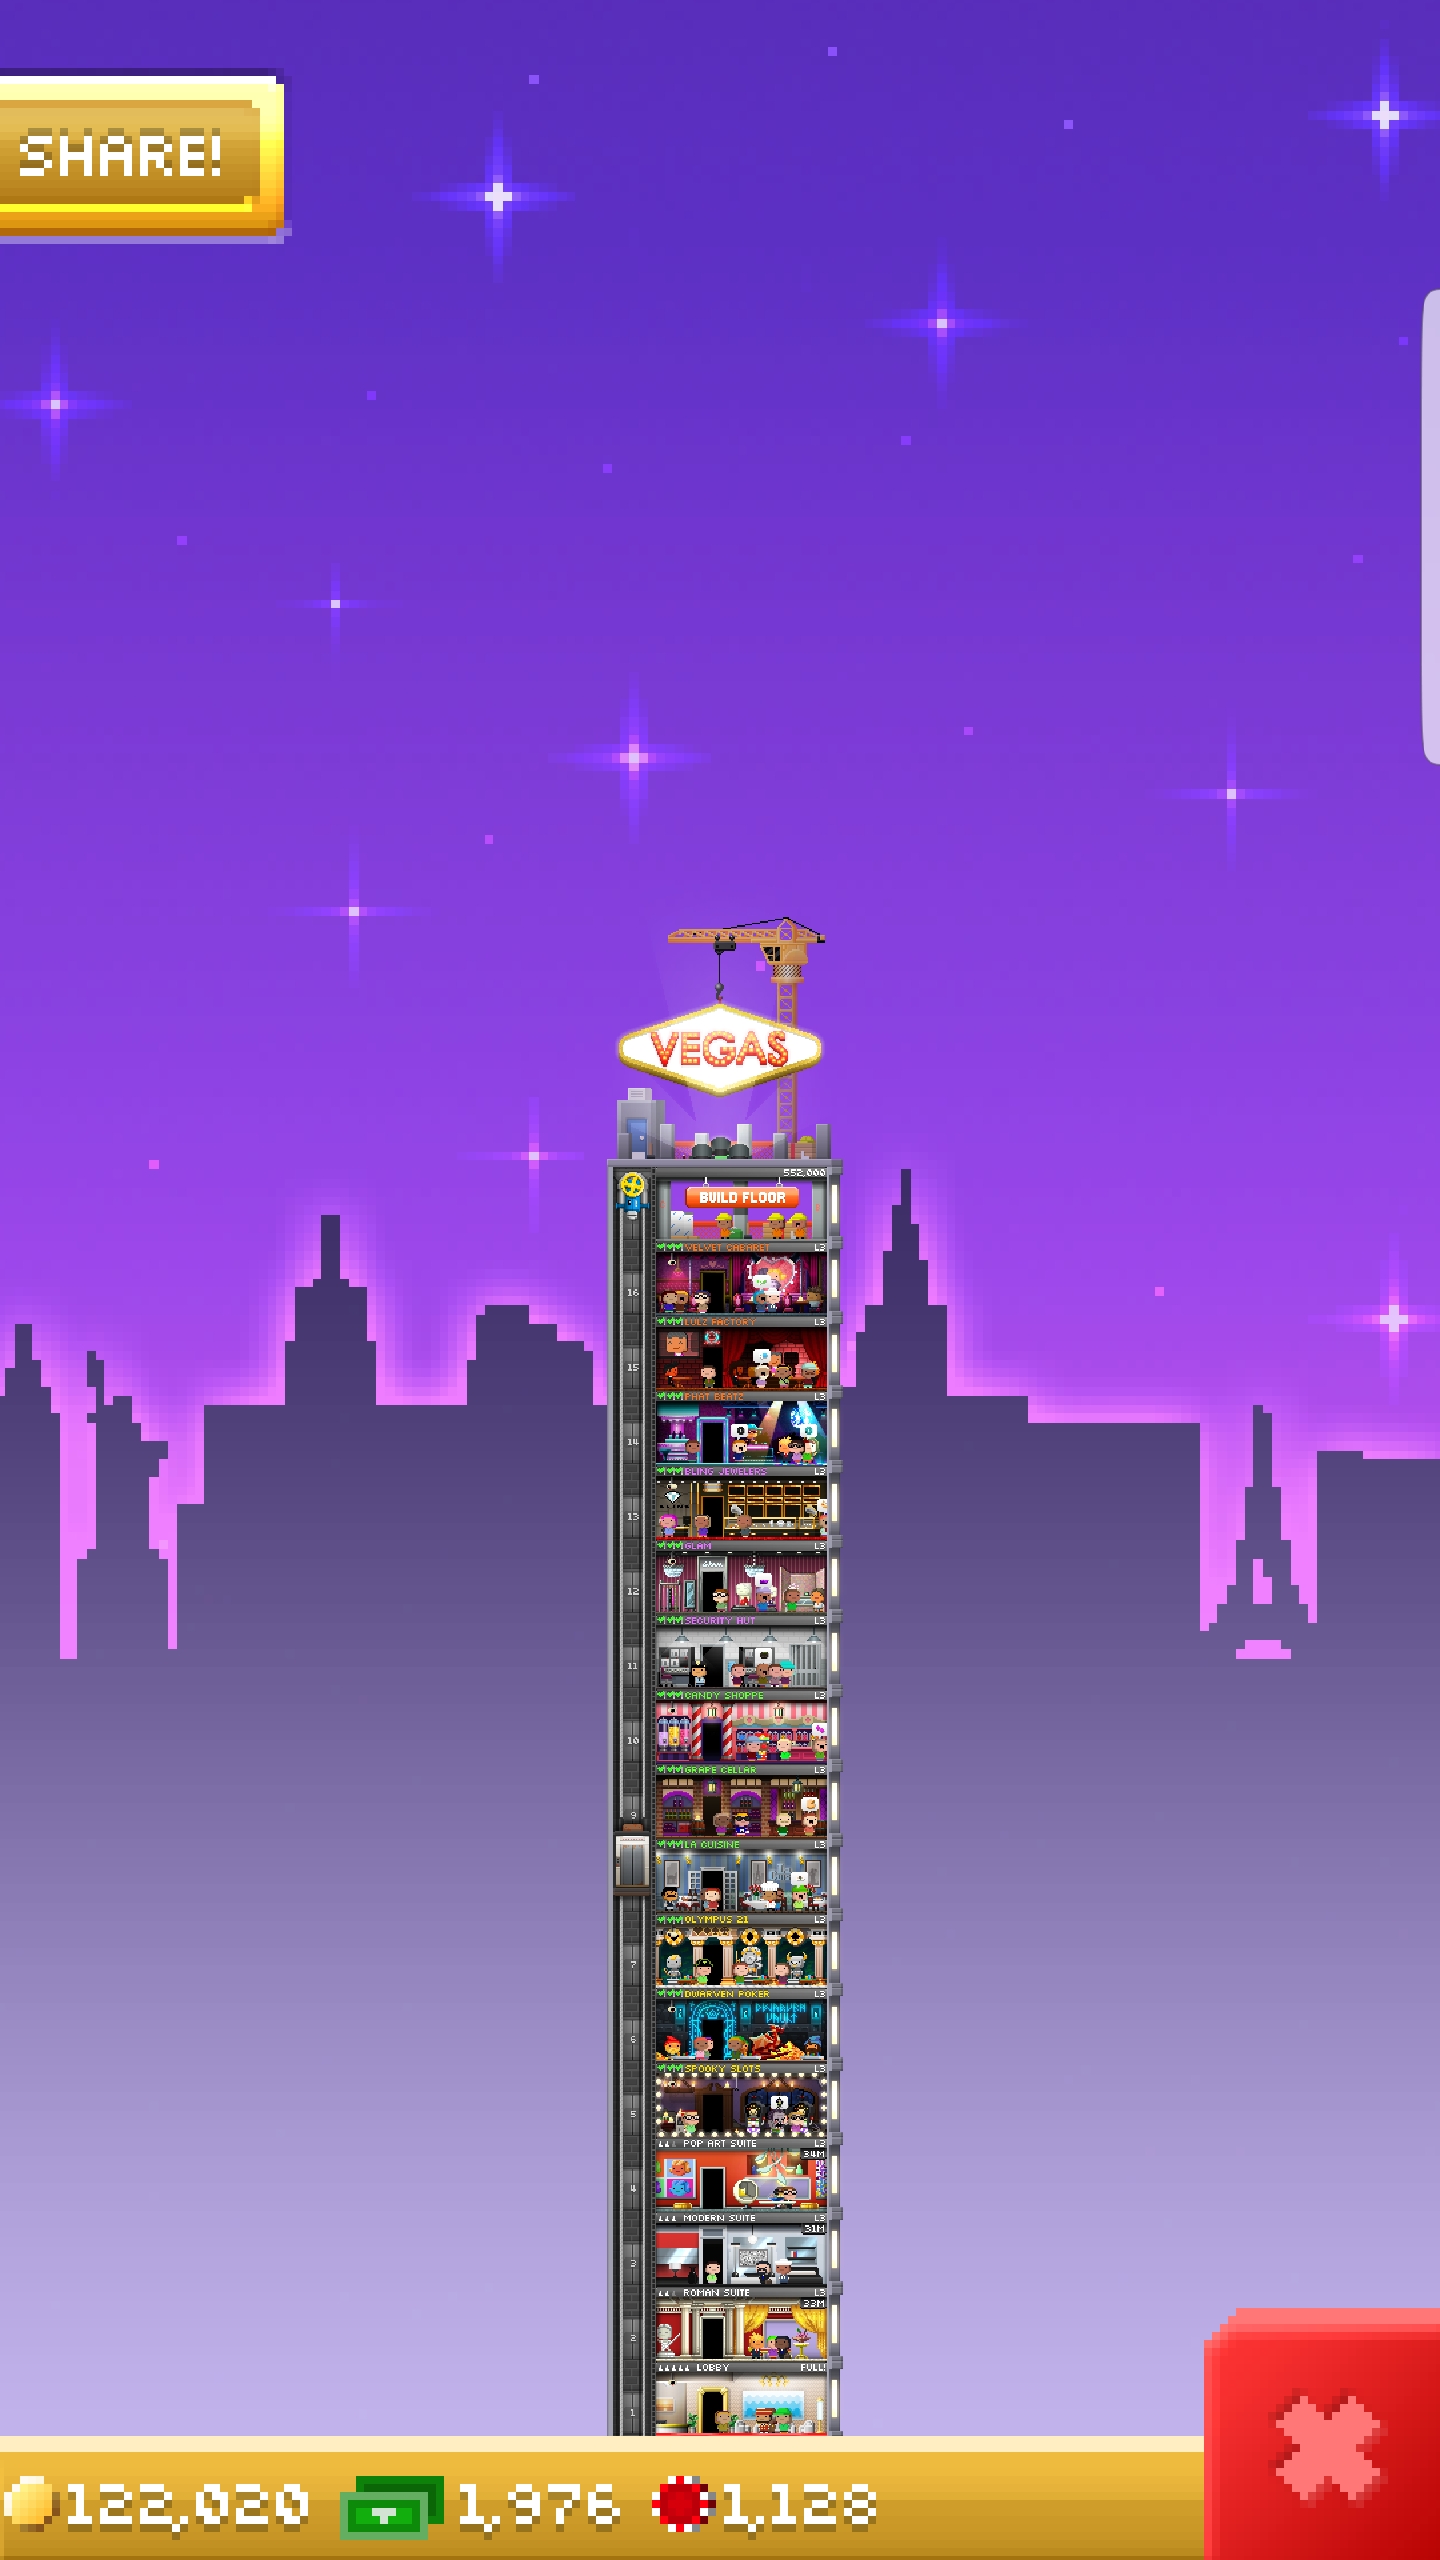 SHARE!
VEGAS
552,000
BUILD FLOOR
VELVET CABARET L3
16
LULZ FACTORY L3
15
PHAT BEATZ L3
14
BLING JEWELERS L3
13
GLAM L3
12
SECURITY HUT L3
11
CANDY SHOPPE L3
10
GRAPE CELLAR L3
9
LA CUISINE L3
OLYMPUS 21 L3
7
DWARVEN POKER L3
DWARVEN VAULT
6
SPOOKY SLOTS L3
5
POP ART SUITE L3
34M
4
MODERN SUITE L3
31M
3
ROMAN SUITE L3
33M
2
LOBBY FULL!
1
122,020 1,976 1,128